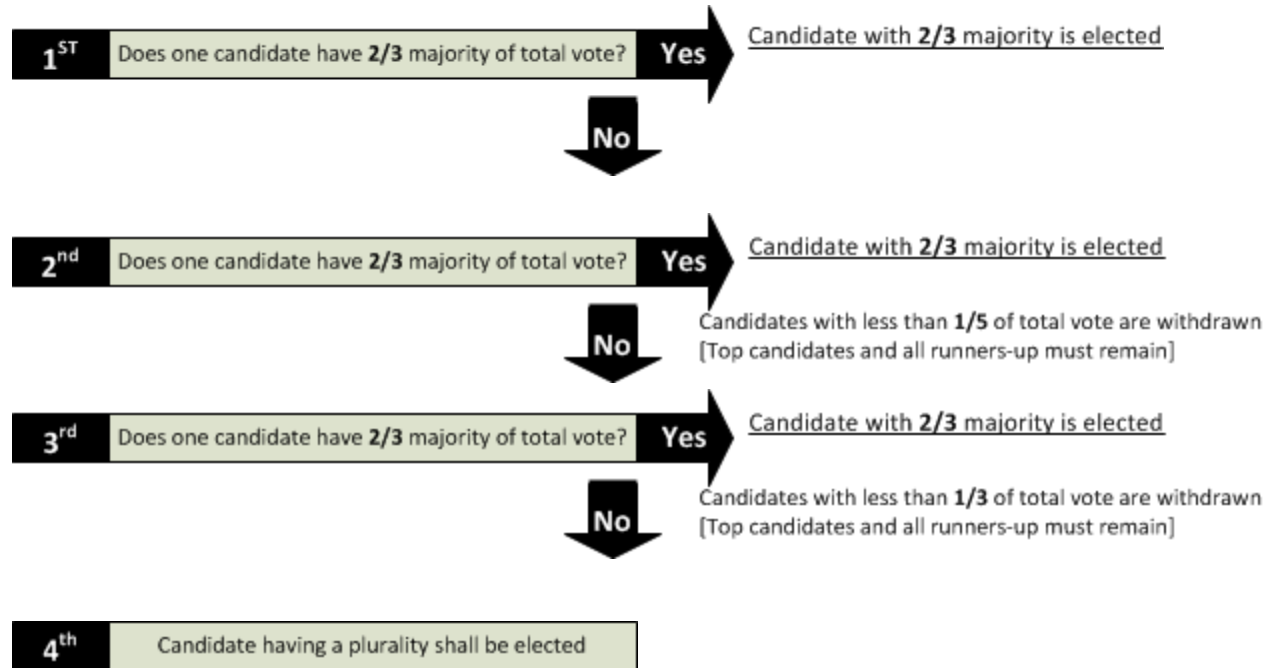 1ST Does one candidate have 2/3 majority of total vote? Yes Candidate with 2/3 majority is elected
No
2nd Does one candidate have 2/3 majority of total vote? Yes Candidate with 2/3 majority is elected
No
Candidates with less than 1/5 of total vote are withdrawn
[Top candidates and all runners-up must remain]
3rd Does one candidate have 2/3 majority of total vote? Yes Candidate with 2/3 majority is elected
No
Candidates with less than 1/3 of total vote are withdrawn
[Top candidates and all runners-up must remain]
4th Candidate having a plurality shall be elected